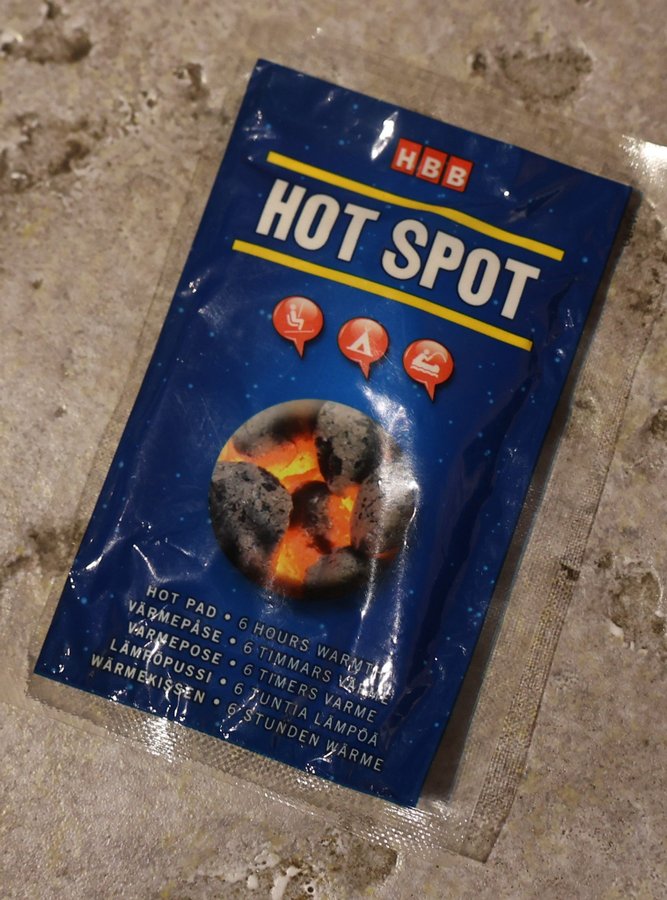 HBB
HOT SPOT
HOT PAD • 6 HOURS WARMTH
VÄRMEPÅSE • 6 TIMMARS VÄRME
VARMEPOSE • 6 TIMERS VARME
LÄMPÖPUSSI • 6 TUNTIA LÄMPÖÄ
WÄRMEKISSEN • 6 STUNDEN WÄRME